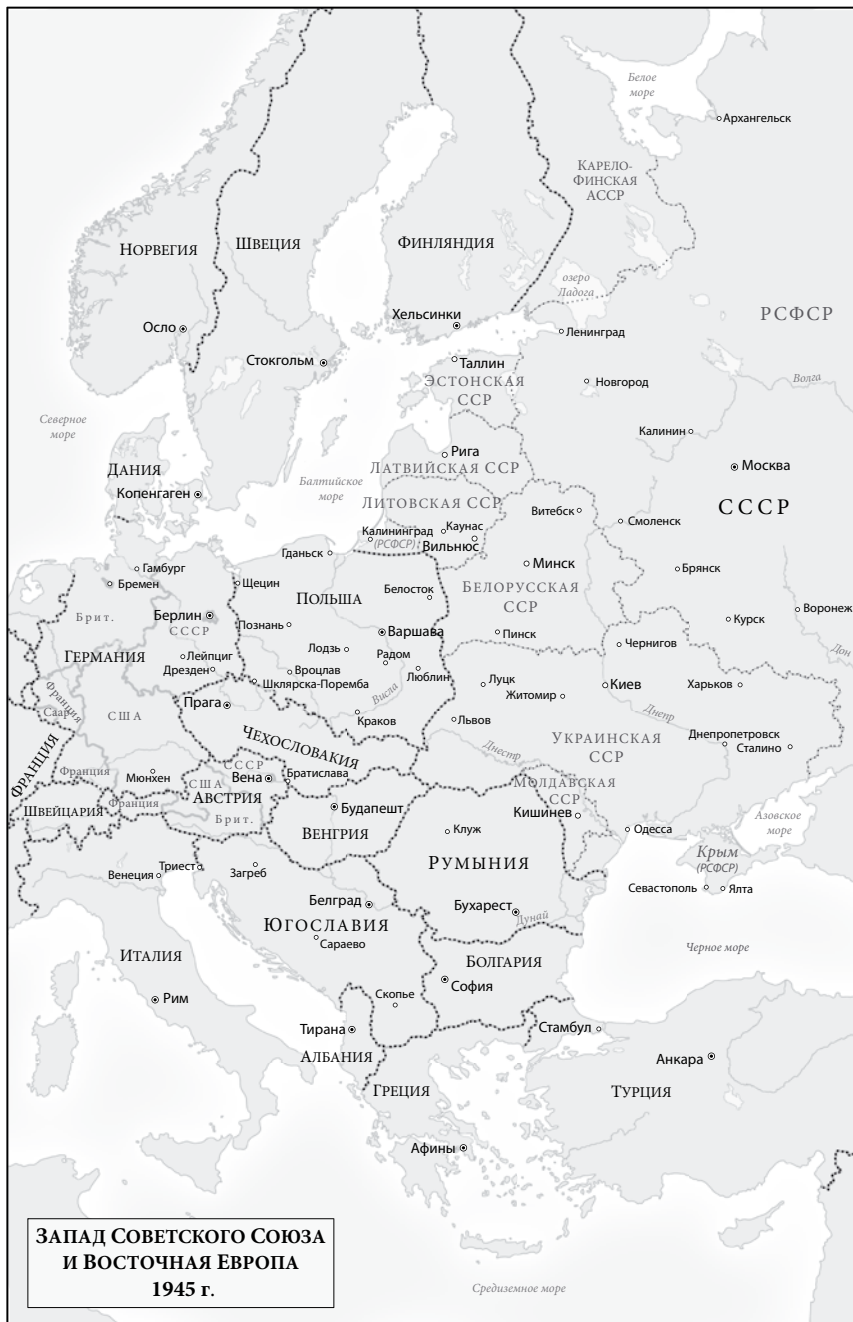 Белое
море
Архангельск
КАРЕЛО-
ФИНСКАЯ
АССР
НОРВЕГИЯ
ШВЕЦИЯ
ФИНЛЯНДИЯ
озеро
Ладога
РСФСР
Осло
Хельсинки
Ленинград
Стокгольм
Таллин
ЭСТОНСКАЯ
ССР
Новгород
Волга
Северное
море
Калинин
Рига
ЛАТВИЙСКАЯ ССР
Москва
ДАНИЯ
Копенгаген
Балтийское
море
ЛИТОВСКАЯ ССР
СССР
Витебск
Смоленск
Калининград
(РСФСР)
Каунас
Вильнюс
Гданьск
Минск
Брянск
Гамбург
Бремен
Щецин
Белосток
ПОЛЬША
БЕЛОРУССКАЯ
ССР
Воронеж
Брит.
Берлин
СССР
Познань
Варшава
Пинск
Курск
Чернигов
Дон
ГЕРМАНИЯ
Лейпциг
Дрезден
Лодзь
Радом
Вроцлав
Люблин
Шклярска-Поремба
Висла
Луцк
Житомир
Киев
Харьков
Франция
Саар
США
Прага
Краков
Львов
Днепр
Днепропетровск
Сталино
ЧЕХОСЛОВАКИЯ
Днестр
УКРАИНСКАЯ
ССР
ФРАНЦИЯ
Франция
Мюнхен
СССР
США
Вена
Братислава
МОЛДАВСКАЯ
ССР
ШВЕЙЦАРИЯ
Франция
АВСТРИЯ
Брит.
Будапешт
ВЕНГРИЯ
Кишинев
Азовское
море
Клуж
Одесса
РУМЫНИЯ
Крым
(РСФСР)
Венеция
Триест
Загреб
Севастополь
Ялта
Белград
Бухарест
Дунай
ЮГОСЛАВИЯ
Сараево
Черное море
ИТАЛИЯ
БОЛГАРИЯ
София
Рим
Скопье
Тирана
Стамбул
АЛБАНИЯ
Анкара
ГРЕЦИЯ
ТУРЦИЯ
Афины
ЗАПАД СОВЕТСКОГО СОЮЗА
И ВОСТОЧНАЯ ЕВРОПА
1945 г.
Средиземное море